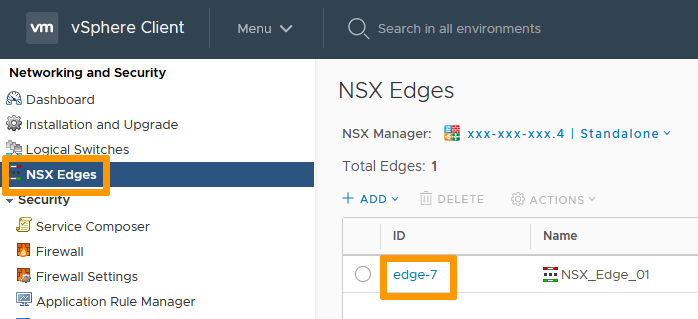 vm vSphere Client Menu Search in all environments
Networking and Security
Dashboard
Installation and Upgrade
Logical Switches
NSX Edges
Security
Service Composer
Firewall
Firewall Settings
Application Rule Manager
NSX Edges
NSX Manager: xxx-xxx-xxx.4 | Standalone
Total Edges: 1
+ ADD DELETE ACTIONS
ID Name
edge-7 NSX_Edge_01